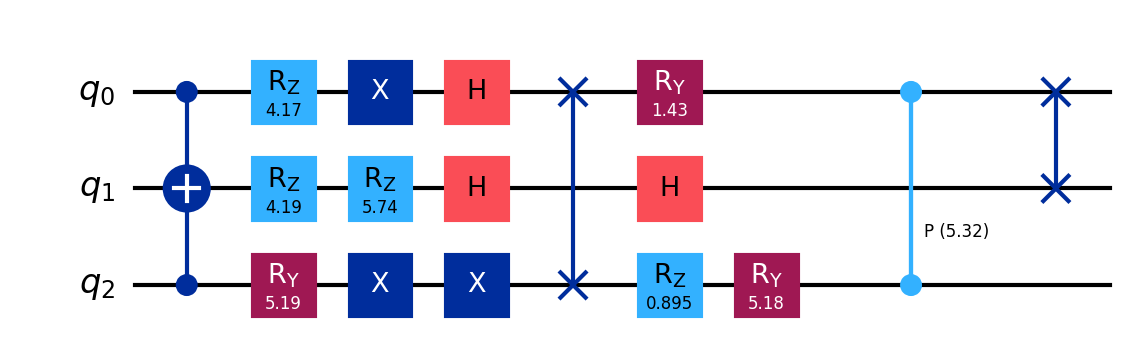 q0 RZ 4.17 X H RY 1.43
q1 RZ 4.19 RZ 5.74 H H
P (5.32)
q2 RY 5.19 X X RZ 0.895 RY 5.18